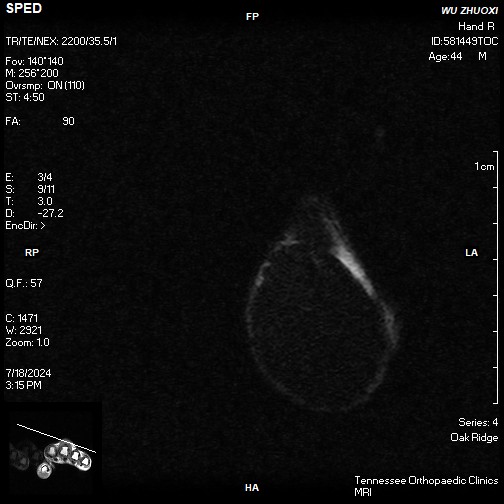 SPED
FP
WU ZHUOXI
Hand R
TR/TE/NEX: 2200/35.5/1
ID:581449TOC
Age:44 M
Fov: 140*140
M: 256*200
Ovrsmp: ON (110)
ST: 4:50
FA: 90
1cm
E: 3/4
S: 9/11
T: 3.0
D: -27.2
EncDir: >
RP
LA
Q.F.: 57
C: 1471
W: 2921
Zoom: 1.0
7/18/2024
3:15 PM
Series: 4
Oak Ridge
HA
Tennessee Orthopaedic Clinics
MRI